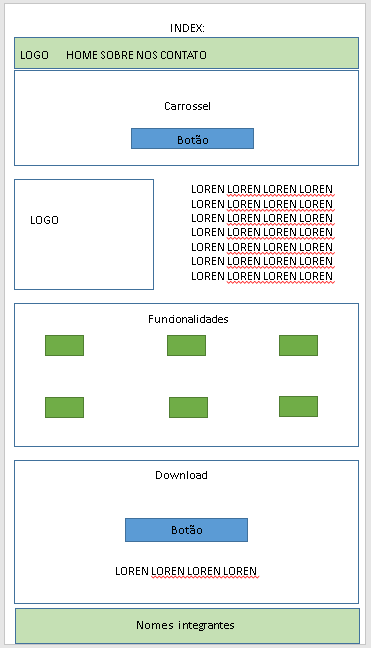 INDEX:
LOGO HOME SOBRE NOS CONTATO
Carrossel
Botão
LOGO
LOREN LOREN LOREN LOREN
LOREN LOREN LOREN LOREN
LOREN LOREN LOREN LOREN
LOREN LOREN LOREN LOREN
LOREN LOREN LOREN LOREN
LOREN LOREN LOREN LOREN
LOREN LOREN LOREN LOREN
Funcionalidades
Download
Botão
LOREN LOREN LOREN LOREN
Nomes integrantes